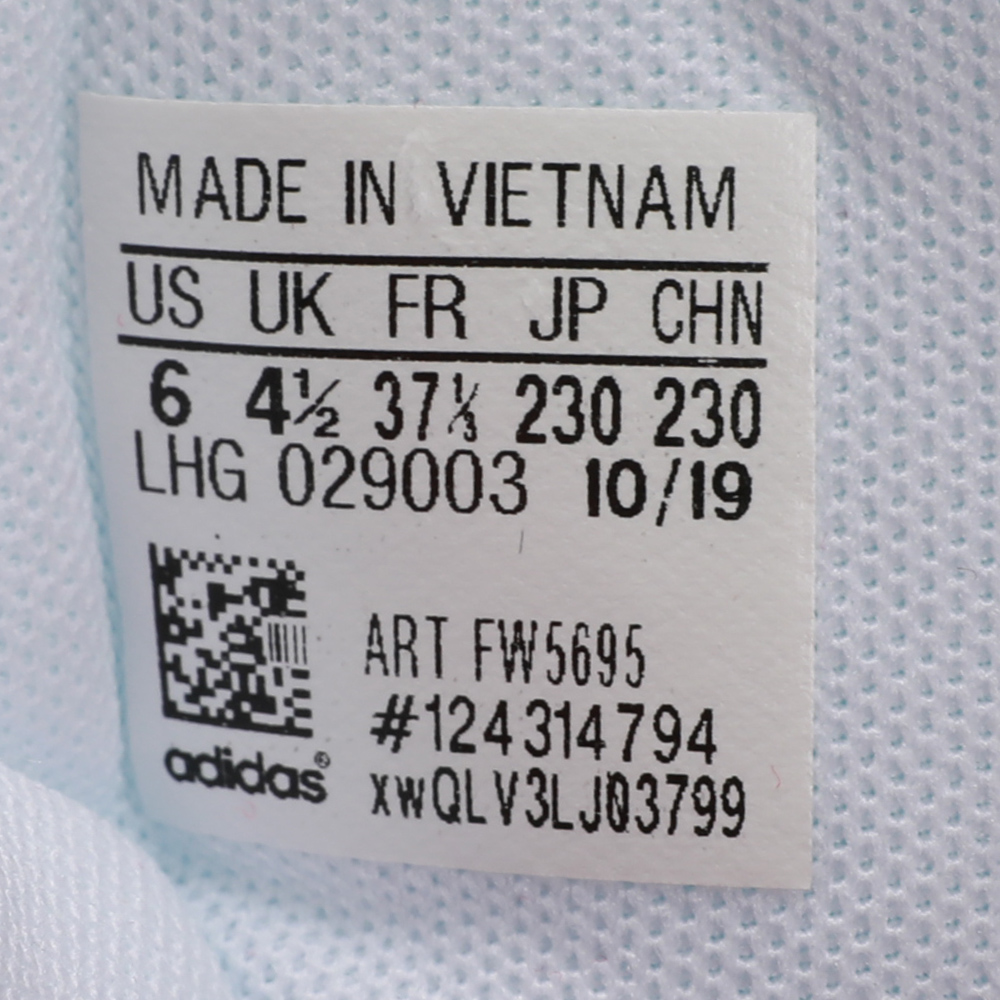 MADE IN VIETNAM
US UK FR JP CHN
6 4½ 37⅓ 230 230
LHG 029003 10/19
ART FW5695
#124314794
adidas®
xwQLV3LJ03799